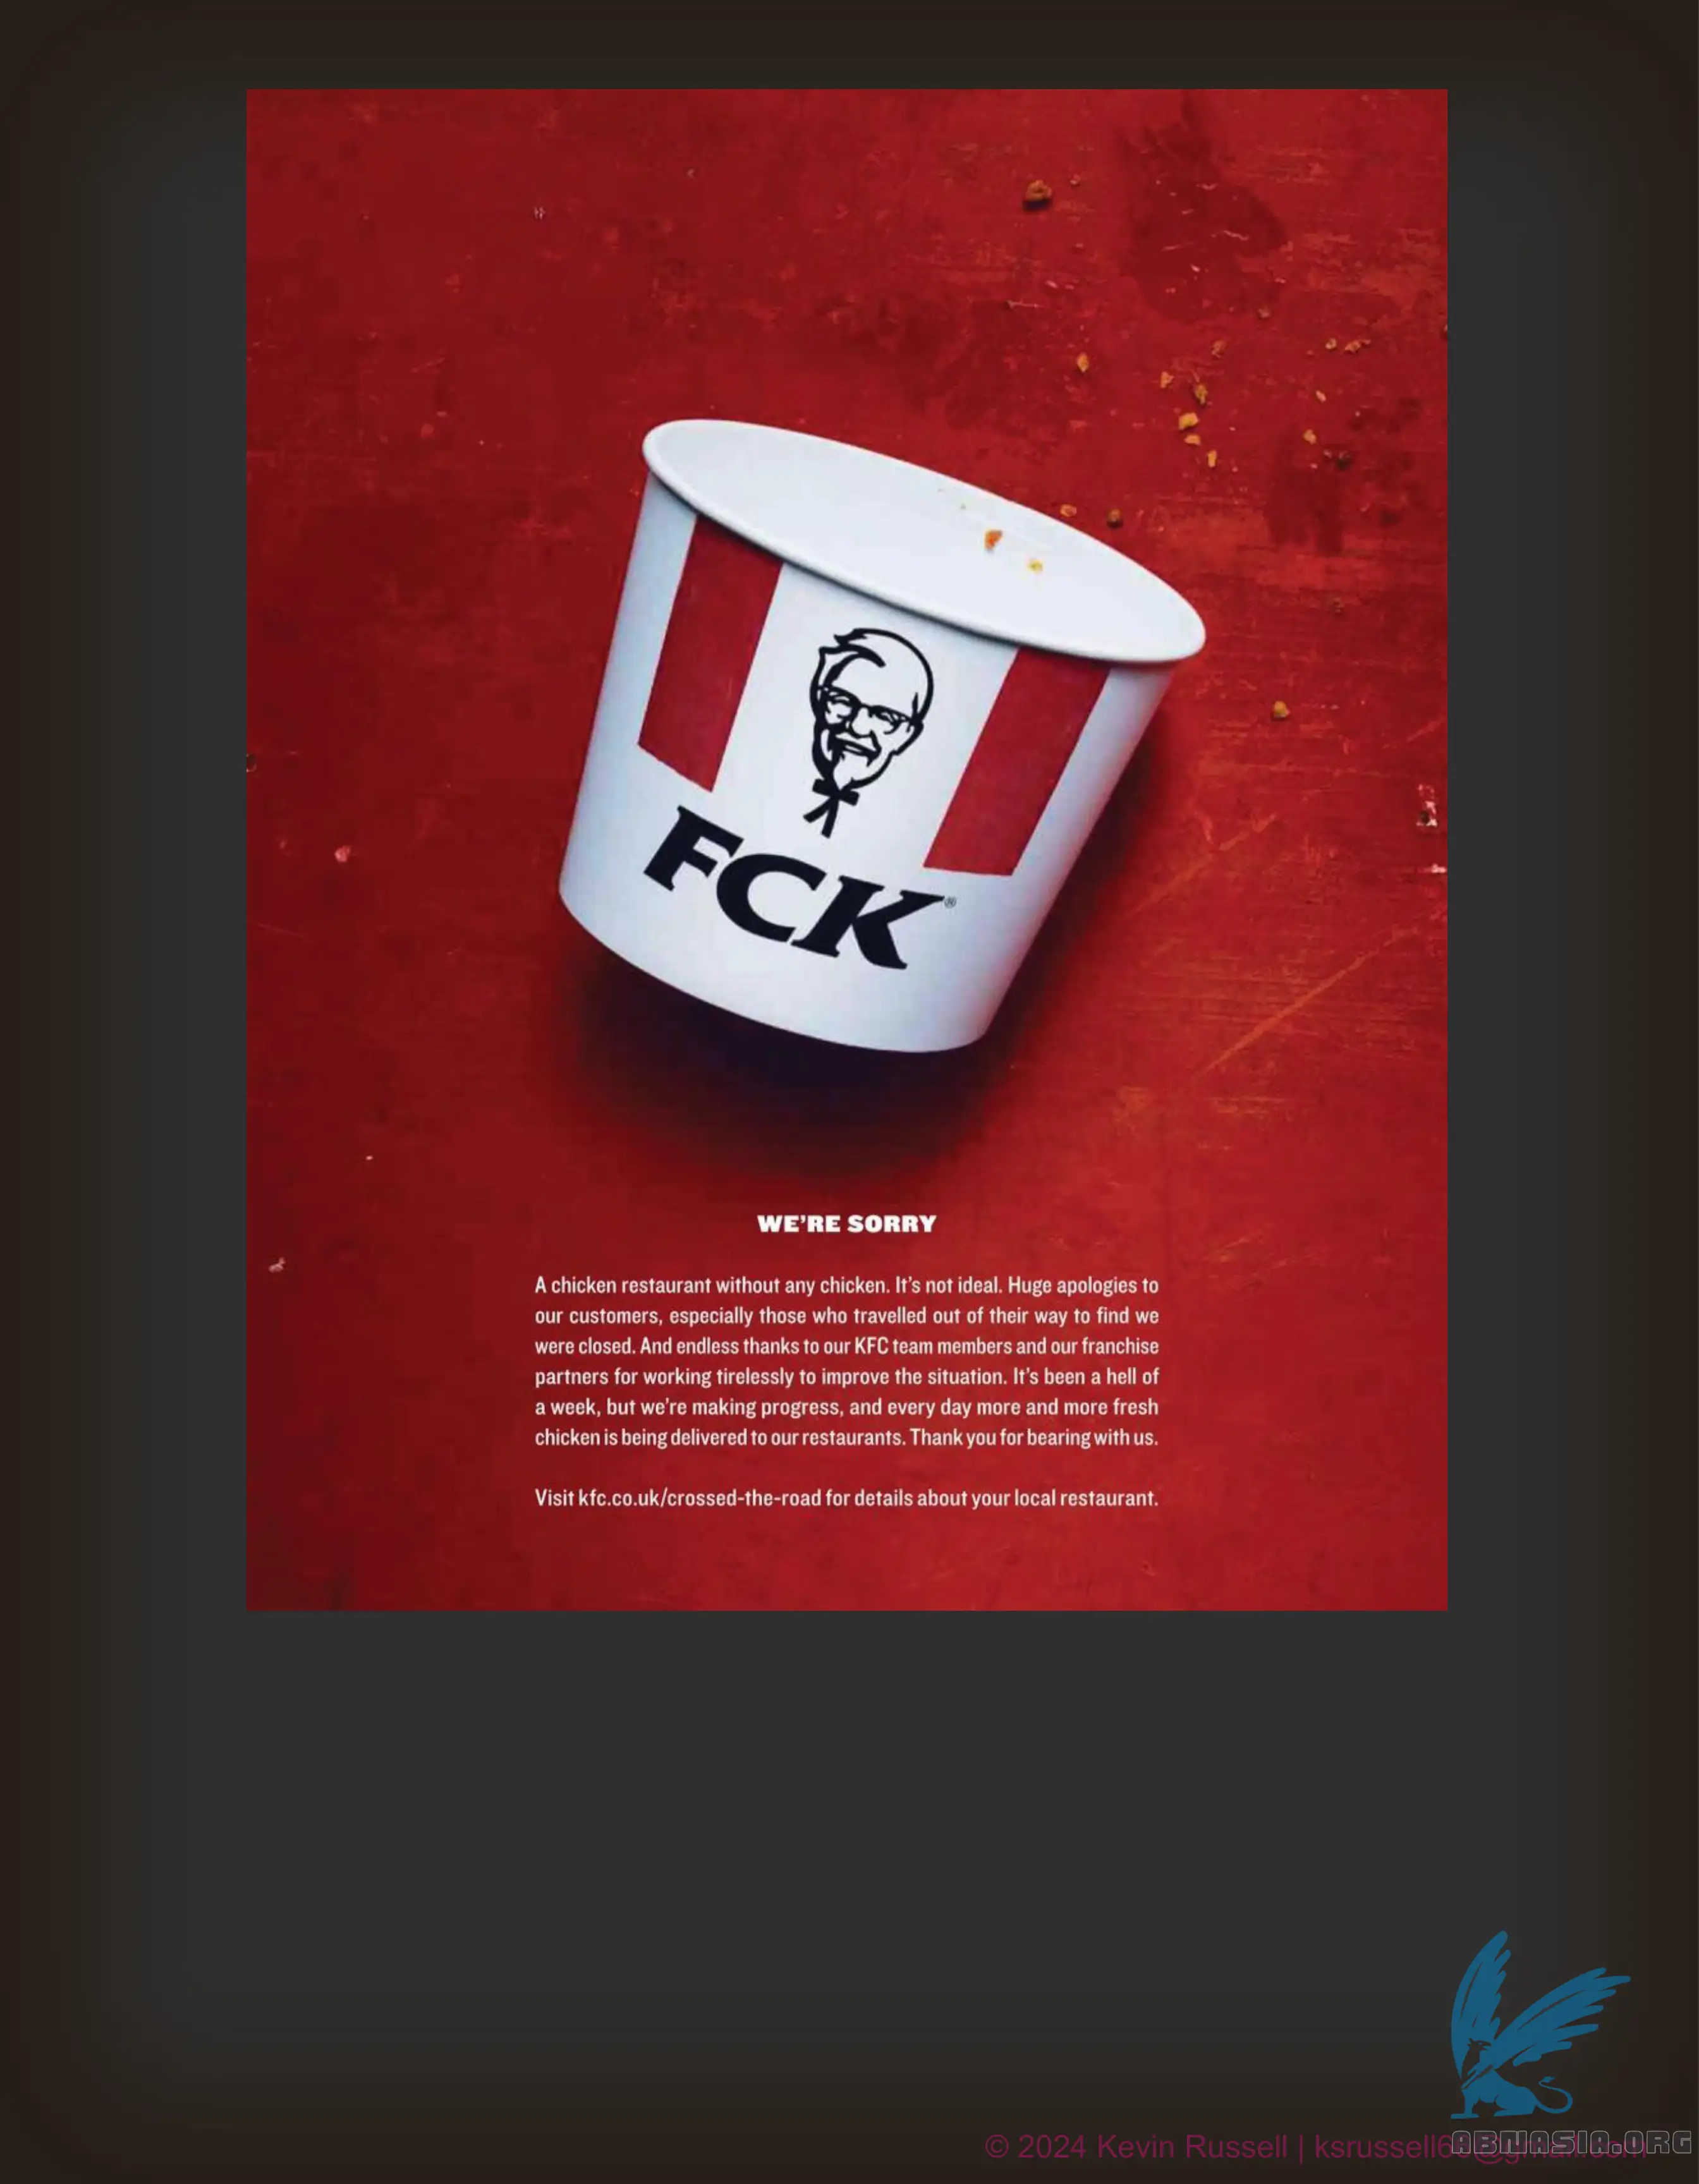 FCK®
WE'RE SORRY
A chicken restaurant without any chicken. It's not ideal. Huge apologies to
our customers, especially those who travelled out of their way to find we
were closed. And endless thanks to our KFC team members and our franchise
partners for working tirelessly to improve the situation. It's been a hell of
a week, but we're making progress, and every day more and more fresh
chicken is being delivered to our restaurants. Thank you for bearing with us.
Visit kfc.co.uk/crossed-the-road for details about your local restaurant.
© 2024 Kevin Russell |
ABMASIA.ORG